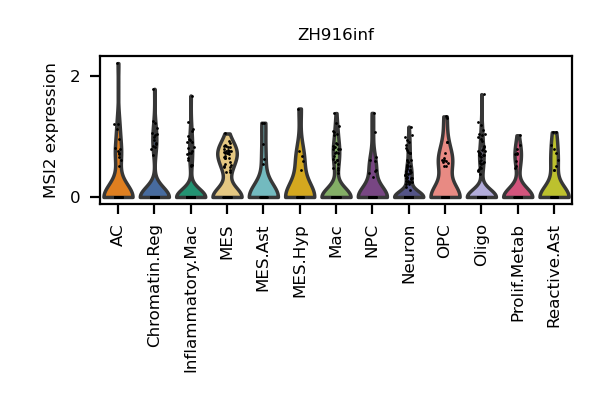 ZH916inf
MSI2 expression
2
0
AC
Chromatin.Reg
Inflammatory.Mac
MES
MES.Ast
MES.Hyp
Mac
NPC
Neuron
OPC
Oligo
Prolif.Metab
Reactive.Ast